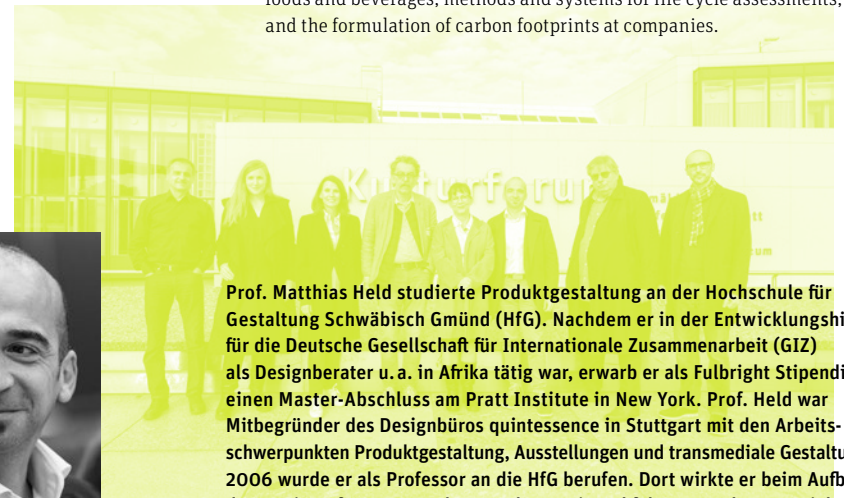 foods and beverages, methods and systems for life cycle assessments,
and the formulation of carbon footprints at companies.
Kulturforum
Prof. Matthias Held studierte Produktgestaltung an der Hochschule für
Gestaltung Schwäbisch Gmünd (HfG). Nachdem er in der Entwicklungshi
für die Deutsche Gesellschaft für Internationale Zusammenarbeit (GIZ)
als Designberater u. a. in Afrika tätig war, erwarb er als Fulbright Stipendi
einen Master-Abschluss am Pratt Institute in New York. Prof. Held war
Mitbegründer des Designbüros quintessence in Stuttgart mit den Arbeits-
schwerpunkten Produktgestaltung, Ausstellungen und transmediale Gestaltu
2006 wurde er als Professor an die HfG berufen. Dort wirkte er beim Aufb